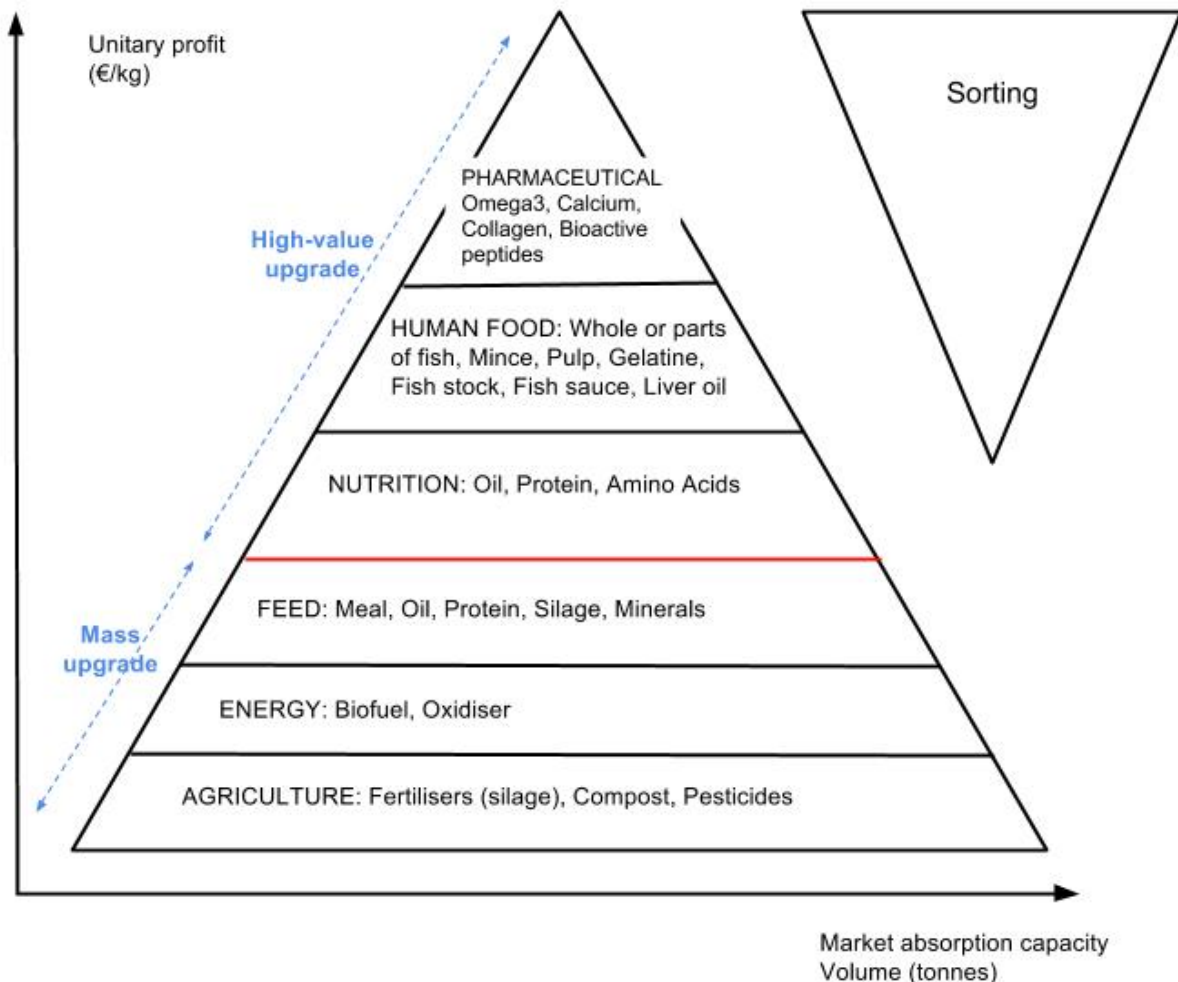 Unitary profit
(€/kg)
Sorting
PHARMACEUTICAL
Omega3, Calcium,
Collagen, Bioactive
peptides
High-value
upgrade
HUMAN FOOD: Whole or parts
of fish, Mince, Pulp, Gelatine,
Fish stock, Fish sauce, Liver oil
NUTRITION: Oil, Protein, Amino Acids
FEED: Meal, Oil, Protein, Silage, Minerals
Mass
upgrade
ENERGY: Biofuel, Oxidiser
AGRICULTURE: Fertilisers (silage), Compost, Pesticides
Market absorption capacity
Volume (tonnes)